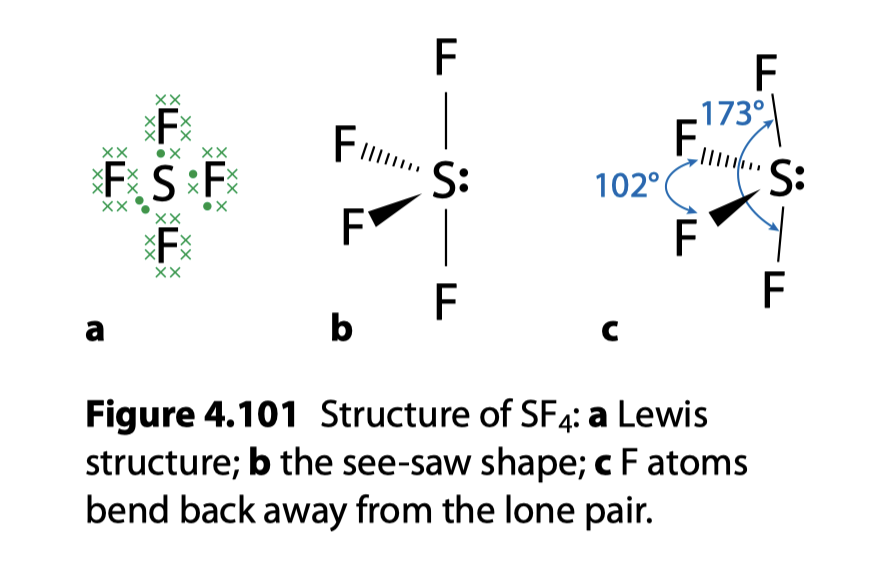 F
F S F
F
a
F
F
S:
F
F
b
F
173°
F
S:
102°
F
F
c
Figure 4.101 Structure of SF₄: a Lewis
structure; b the see-saw shape; c F atoms
bend back away from the lone pair.